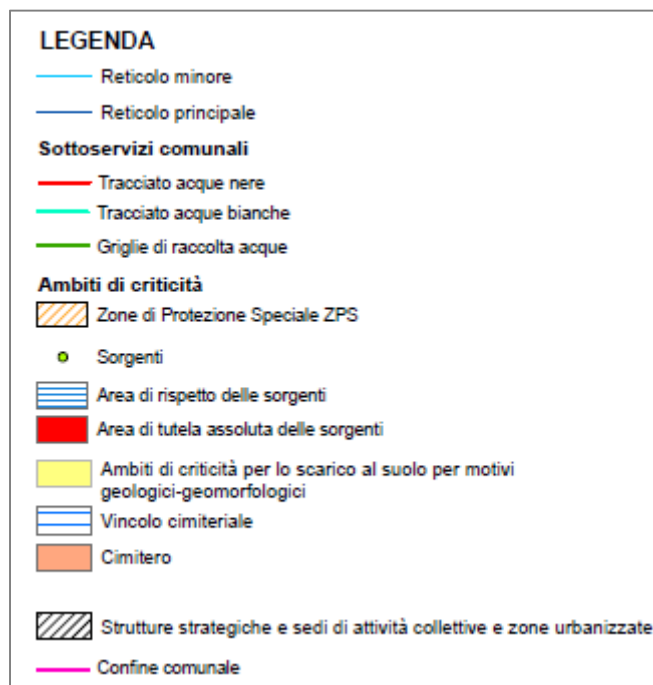 LEGENDA
Reticolo minore
Reticolo principale
Sottoservizi comunali
Tracciato acque nere
Tracciato acque bianche
Griglie di raccolta acque
Ambiti di criticità
Zone di Protezione Speciale ZPS
Sorgenti
Area di rispetto delle sorgenti
Area di tutela assoluta delle sorgenti
Ambiti di criticità per lo scarico al suolo per motivi
geologici-geomorfologici
Vincolo cimiteriale
Cimitero
Strutture strategiche e sedi di attività collettive e zone urbanizzate
Confine comunale